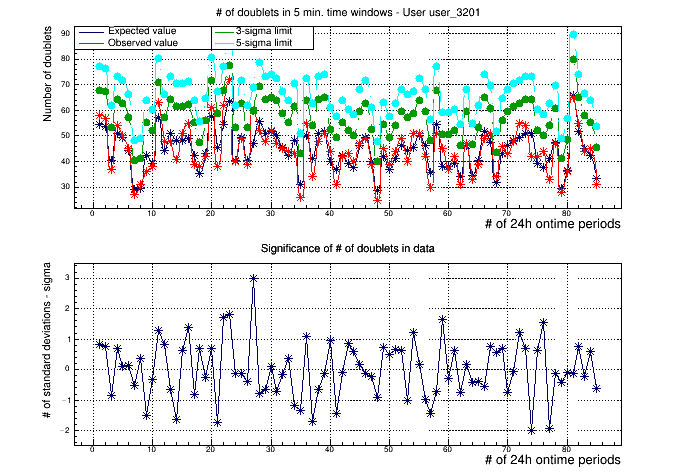 # of doublets in 5 min. time windows - User user_3201
Expected value
3-sigma limit
Observed value
5-sigma limit
Number of doublets
90
80
70
60
50
40
30
0 10 20 30 40 50 60 70 80
# of 24h ontime periods
Significance of # of doublets in data
# of standard deviations - sigma
3
2
1
0
−1
−2
0 10 20 30 40 50 60 70 80
# of 24h ontime periods